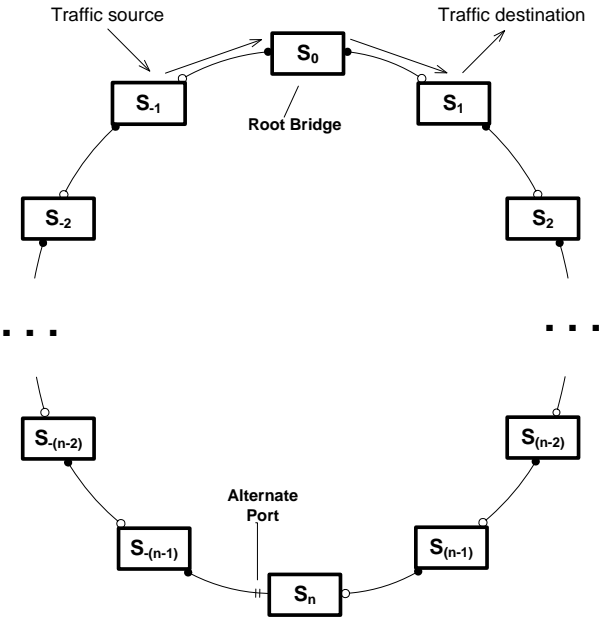 Traffic source
Traffic destination
S₀
S₋₁
S₁
Root Bridge
S₋₂
S₂
. . .
. . .
S₋₍ₙ₋₂₎
S₍ₙ₋₂₎
Alternate
Port
S₋₍ₙ₋₁₎
S₍ₙ₋₁₎
Sₙ